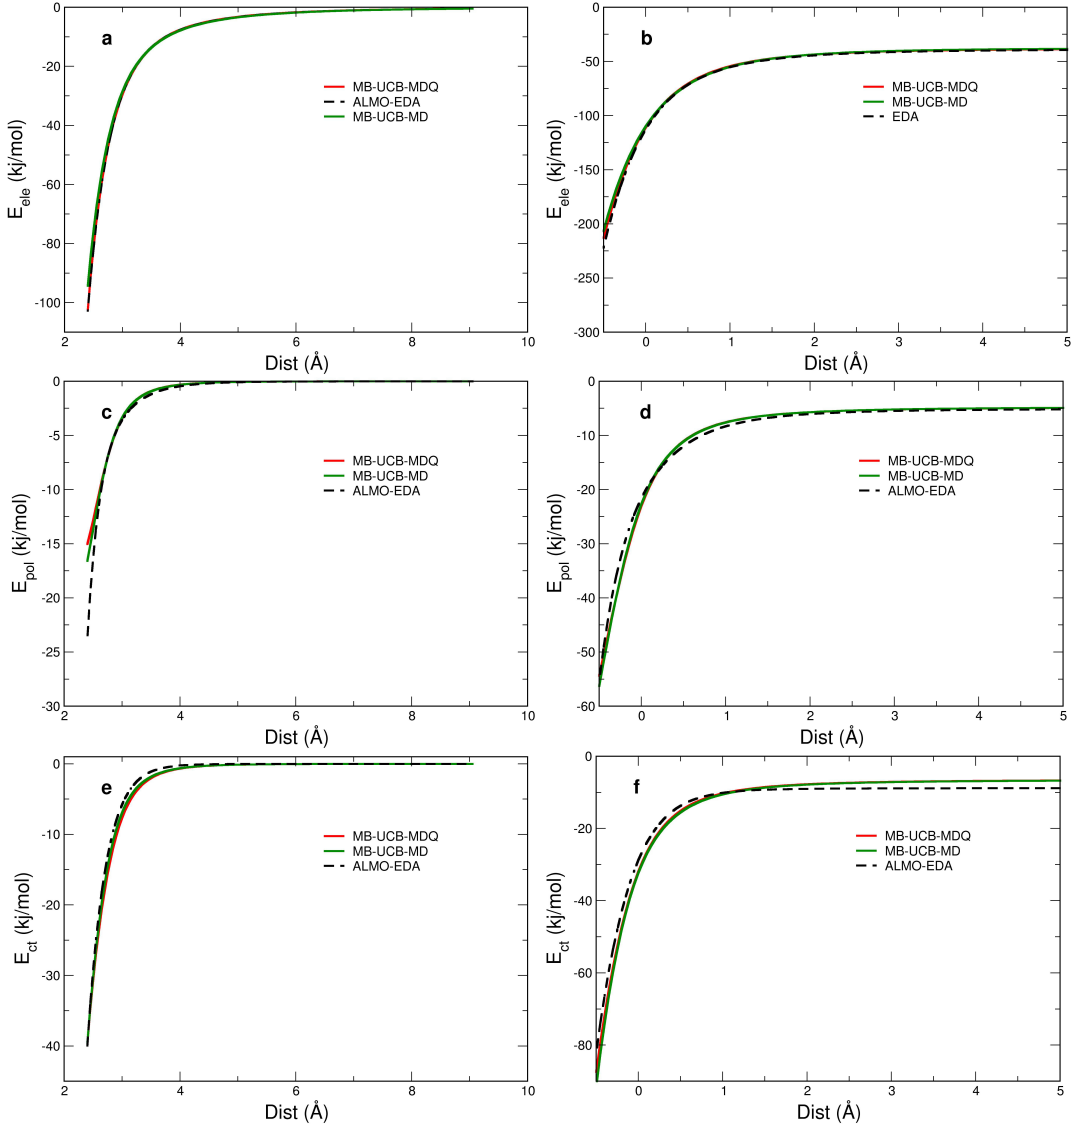 a
0
-20
-40
-60
-80
-100
E_ele (kj/mol)
MB-UCB-MDQ
ALMO-EDA
MB-UCB-MD
2 4 6 8 10
Dist (Å)
b
0
-50
-100
-150
-200
-250
-300
E_ele (kj/mol)
MB-UCB-MDQ
MB-UCB-MD
EDA
0 1 2 3 4 5
Dist (Å)
c
0
-5
-10
-15
-20
-25
-30
E_pol (kj/mol)
MB-UCB-MDQ
MB-UCB-MD
ALMO-EDA
2 4 6 8 10
Dist (Å)
d
0
-10
-20
-30
-40
-50
-60
E_pol (kj/mol)
MB-UCB-MDQ
MB-UCB-MD
ALMO-EDA
0 1 2 3 4 5
Dist (Å)
e
0
-10
-20
-30
-40
E_ct (kj/mol)
MB-UCB-MDQ
MB-UCB-MD
ALMO-EDA
2 4 6 8 10
Dist (Å)
f
0
-20
-40
-60
-80
E_ct (kj/mol)
MB-UCB-MDQ
MB-UCB-MD
ALMO-EDA
0 1 2 3 4 5
Dist (Å)